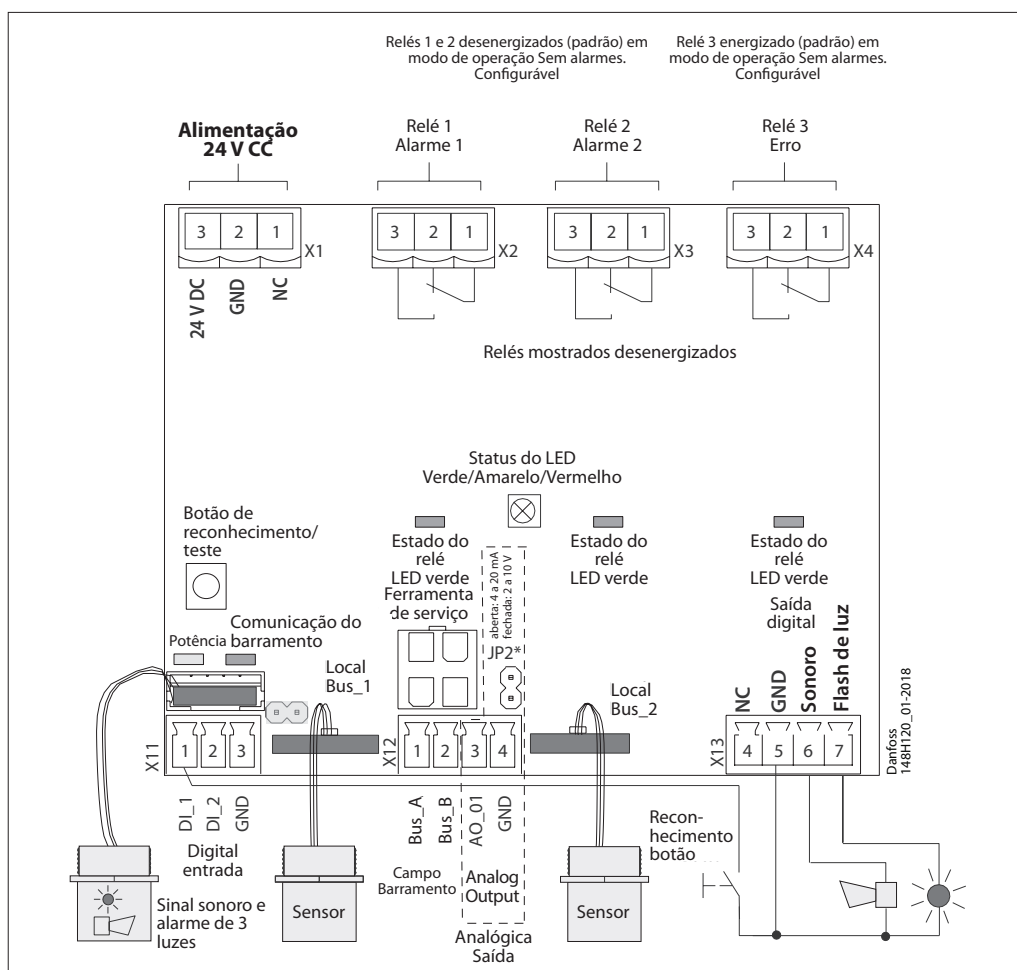 Relés 1 e 2 desenergizados (padrão) em
modo de operação Sem alarmes.
Configurável
Relé 3 energizado (padrão) em
modo de operação Sem alarmes.
Configurável
Alimentação
24 V CC
Relé 1
Alarme 1
Relé 2
Alarme 2
Relé 3
Erro
3 2 1
X1
3 2 1
X2
3 2 1
X3
3 2 1
X4
24 V DC
GND
NC
Relés mostrados desenergizados
Status do LED
Verde/Amarelo/Vermelho
Botão de
reconhecimento/
teste
Estado do
relé
LED verde
Estado do
relé
LED verde
Estado do
relé
LED verde
Ferramenta
de serviço
aberta: 4 a 20 mA
fechada: 2 a 10 V
JP2*
Saída
digital
Potência
Comunicação do
barramento
Local
Bus_1
Local
Bus_2
NC
GND
Sonoro
Flash de luz
X11
1 2 3
X12
1 2 3 4
X13
4 5 6 7
Danfoss
148H120_01-2018
DI_1
DI_2
GND
Digital
entrada
Bus_A
Bus_B
AO_01
GND
Campo
Barramento
Analog
Output
Analógica
Saída
Recon-
hecimento
botão
...
Sinal sonoro e
alarme de 3
luzes
Sensor
Sensor